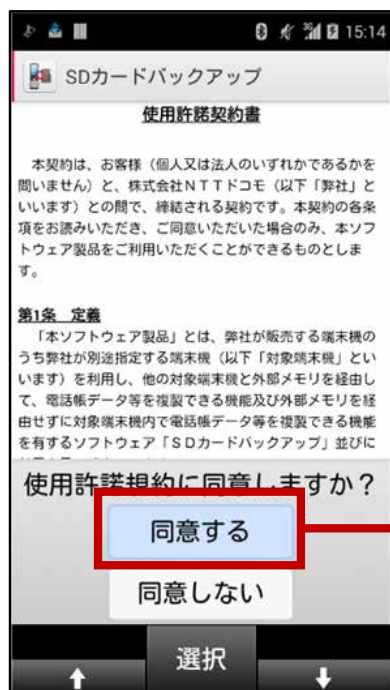 3G 15:14
SDカードバックアップ
使用許諾契約書
本契約は、お客様（個人又は法人のいずれかであるかを
問いません）と、株式会社ＮＴＴドコモ（以下「弊社」と
いいます）との間で、締結される契約です。本契約の各条
項をお読みいただき、ご同意いただいた場合のみ、本ソフ
トウェア製品をご利用いただくことができるものとしま
す。
第1条　定義
「本ソフトウェア製品」とは、弊社が販売する端末機の
うち弊社が別途指定する端末機（以下「対象端末機」とい
います）を利用し、他の対象端末機と外部メモリを経由し
て、電話帳データ等を複製できる機能及び外部メモリを経
由せずに対象端末機内で電話帳データ等を複製できる機能
を有するソフトウェア「ＳＤカードバックアップ」並びに
使用許諾規約に同意しますか？
同意する
同意しない
選択